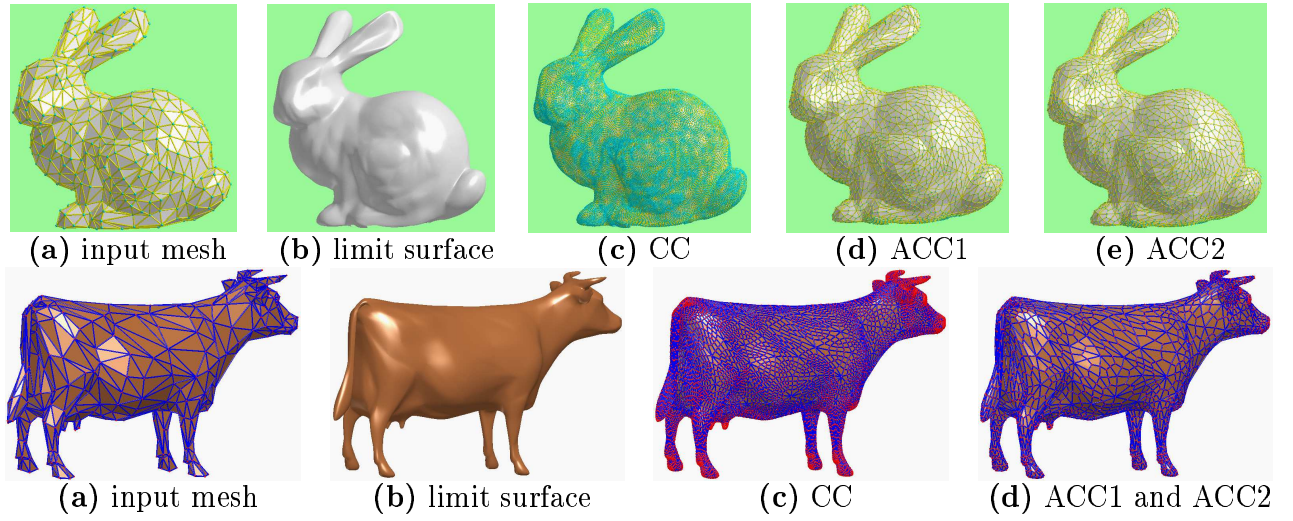 (a) input mesh (b) limit surface (c) CC (d) ACC1 (e) ACC2
(a) input mesh (b) limit surface (c) CC (d) ACC1 and ACC2